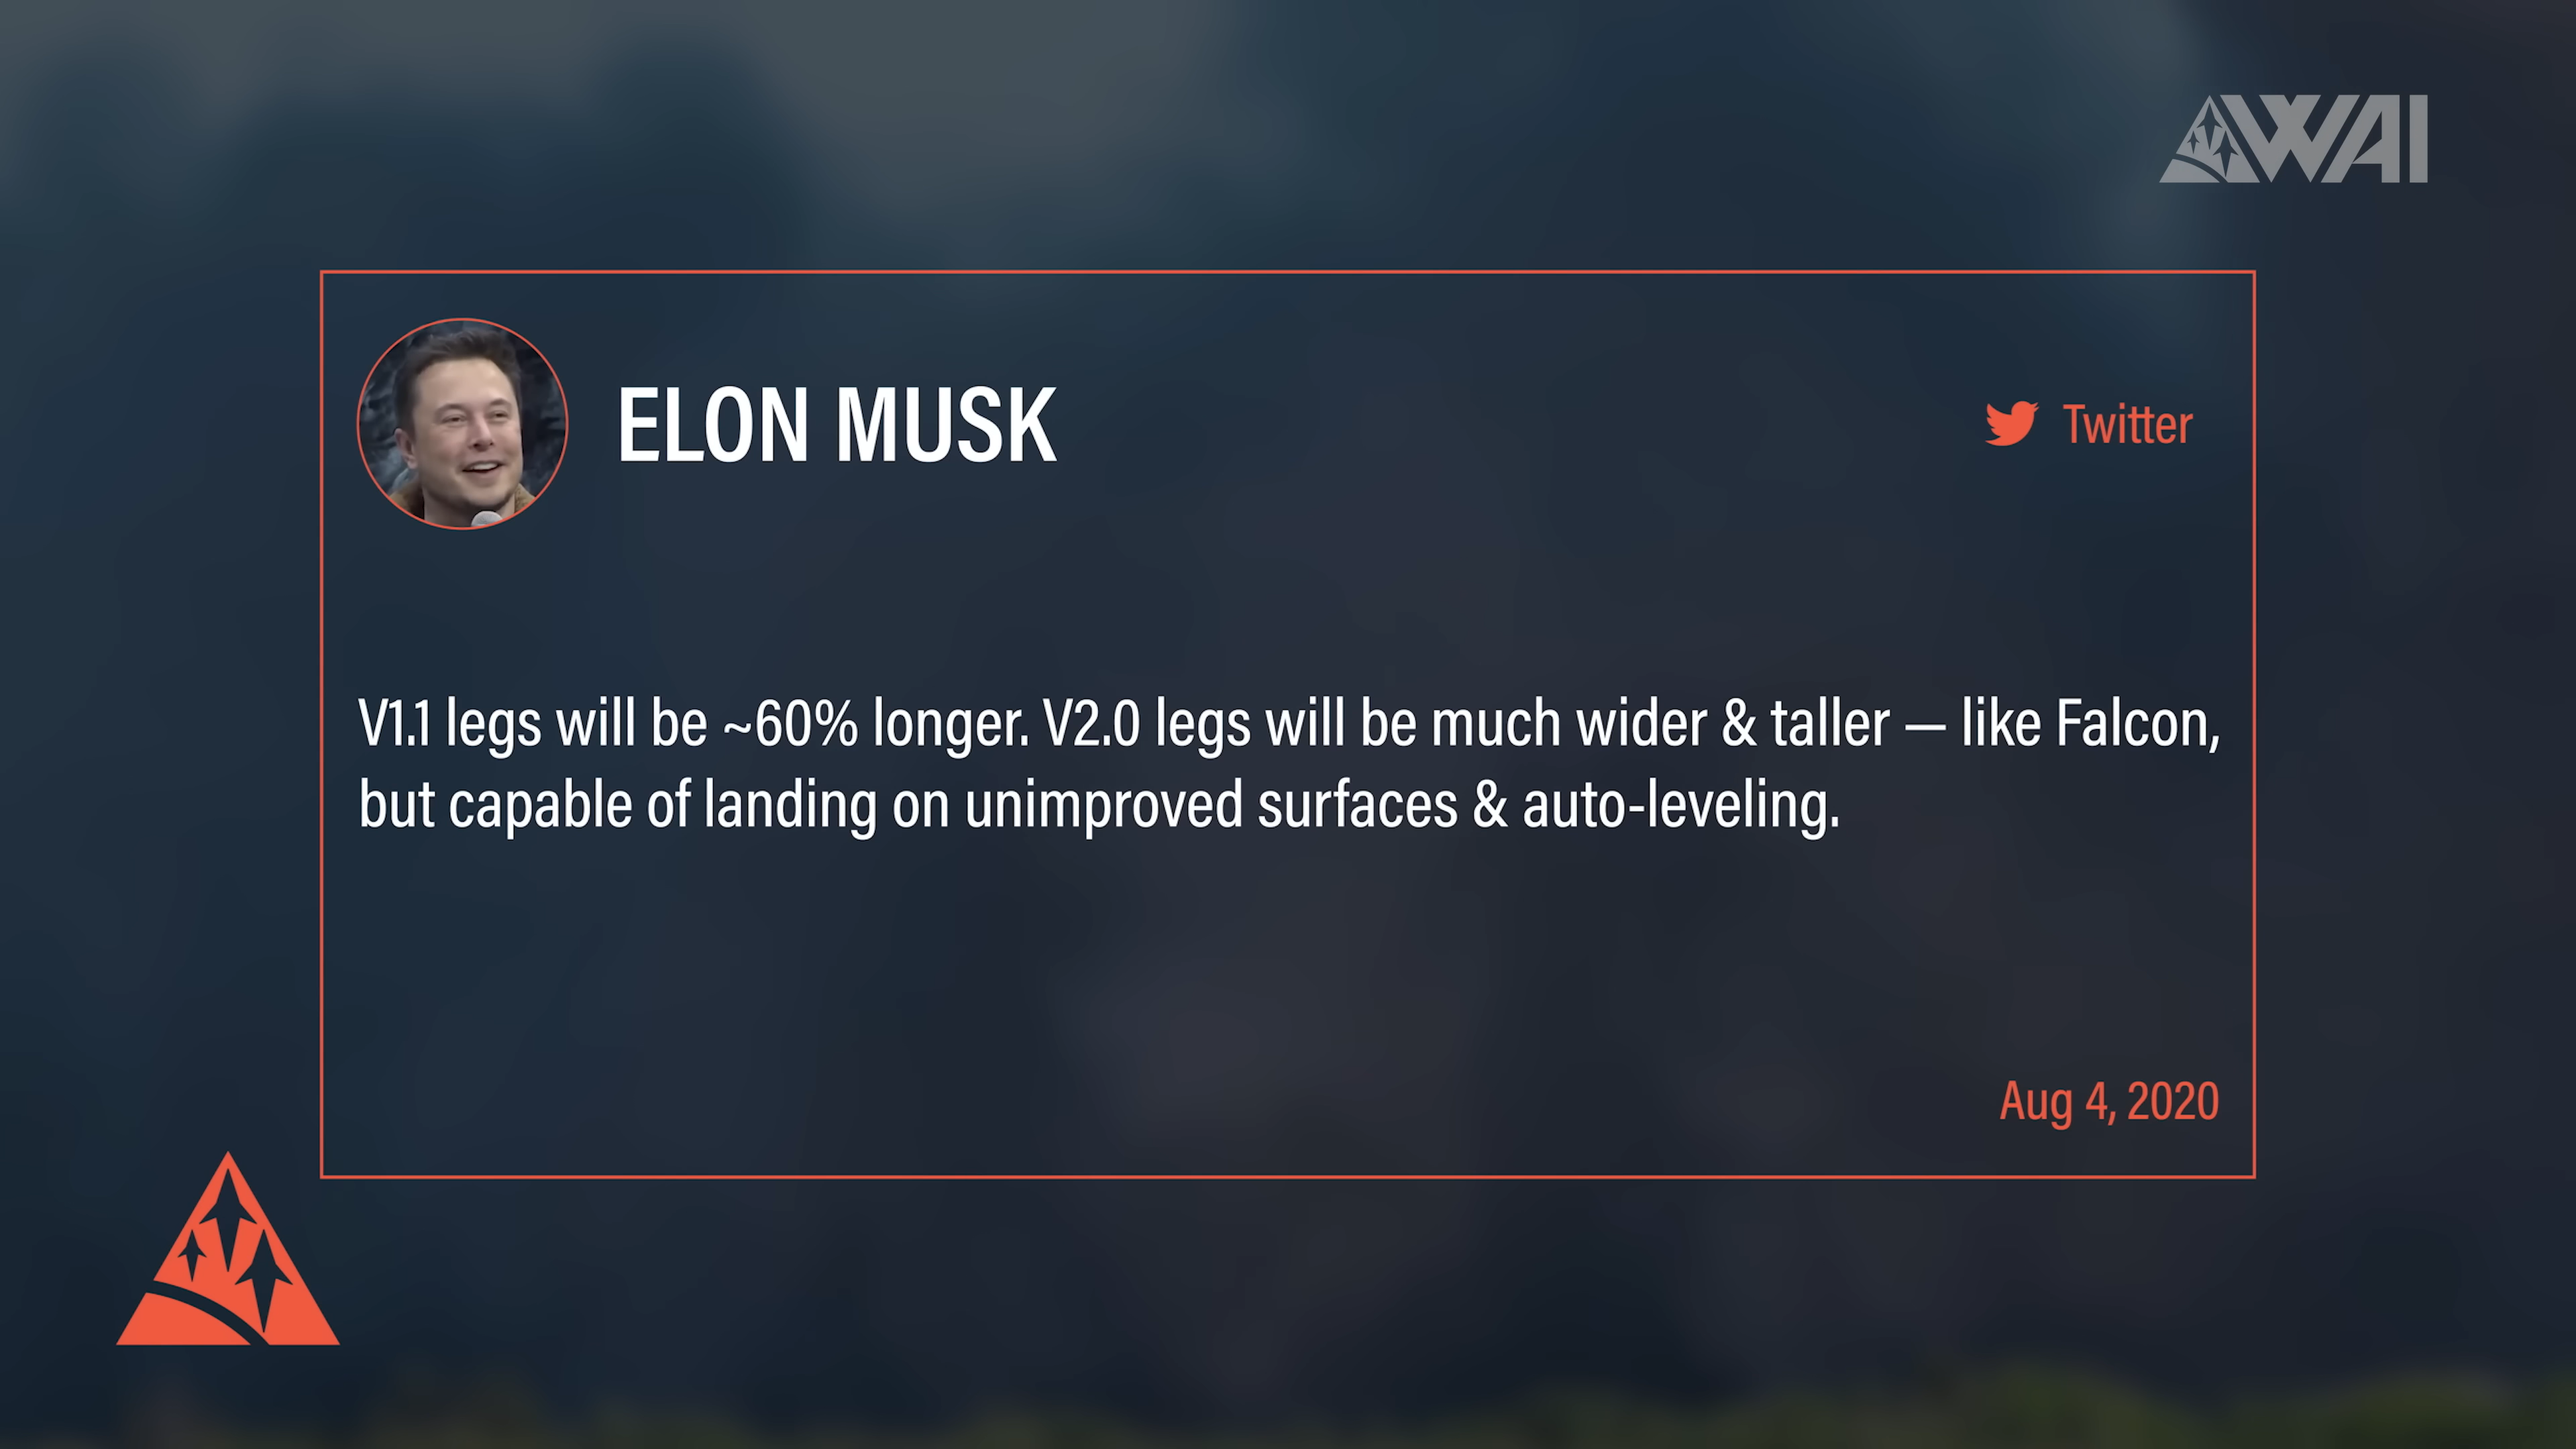 WAI
ELON MUSK
Twitter
V1.1 legs will be ~60% longer. V2.0 legs will be much wider & taller — like Falcon,
but capable of landing on unimproved surfaces & auto-leveling.
Aug 4, 2020